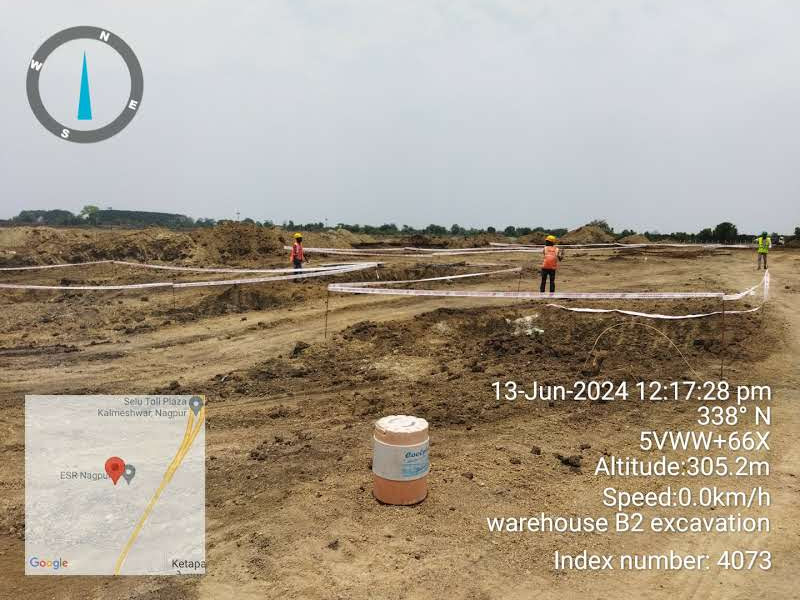 N
W
E
S
13-Jun-2024 12:17:28 pm
338° N
5VWW+66X
Altitude:305.2m
Speed:0.0km/h
warehouse B2 excavation
Index number: 4073
Selu Toll Plaza
Kalmeshwar, Nagpur
ESR Nagpur
Google
Ketapa